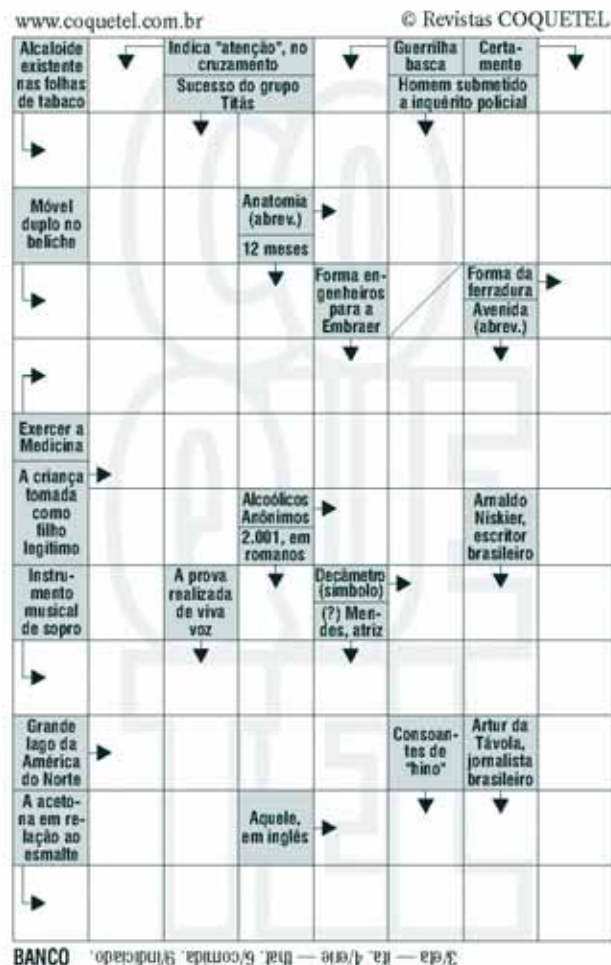 www.coquetel.com.br
© Revistas COQUETEL
Alcaloide
existente
nas folhas
de tabaco
Indica "atenção", no
cruzamento
Sucesso do grupo
Titãs
Guerrilha
basca
Certa-
mente
Homem submetido
a inquérito policial
Móvel
duplo no
beliche
Anatomia
(abrev.)
12 meses
Forma en-
genheiros
para a
Embraer
Forma da
ferradura
Avenida
(abrev.)
Exercer a
Medicina
A criança
tomada
como
filho
legítimo
Alcoólicos
Anônimos
2.001, em
romanos
Arnaldo
Niskier,
escritor
brasileiro
Instru-
mento
musical
de sopro
A prova
realizada
de viva
voz
Decâmetro
(símbolo)
(?) Men-
des, atriz
Grande
lago da
América
do Norte
Consoan-
tes de
"hino"
Artur da
Távola,
jornalista
brasileiro
A aceto-
na em re-
lação ao
esmalte
Aquele,
em inglês
BANCO
3/eta — ita. 4/erie — that. 6/comida. 9/indiciado.
COQUETEL